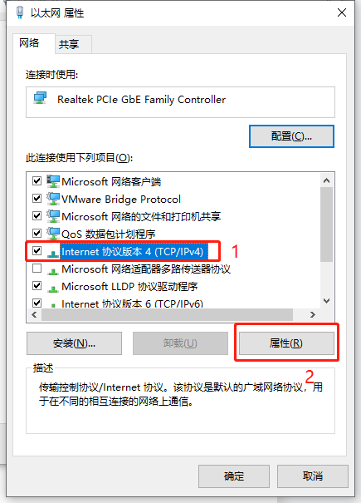 以太网 属性
网络
共享
连接时使用:
Realtek PCIe GbE Family Controller
配置(C)...
此连接使用下列项目(O):
Microsoft 网络客户端
VMware Bridge Protocol
Microsoft 网络的文件和打印机共享
QoS 数据包计划程序
Internet 协议版本 4 (TCP/IPv4)
1
Microsoft 网络适配器多路传送器协议
Microsoft LLDP 协议驱动程序
Internet 协议版本 6 (TCP/IPv6)
安装(N)...
卸载(U)
属性(R)
2
描述
传输控制协议/Internet 协议。该协议是默认的广域网络协议，用
于在不同的相互连接的网络上通信。
确定
取消